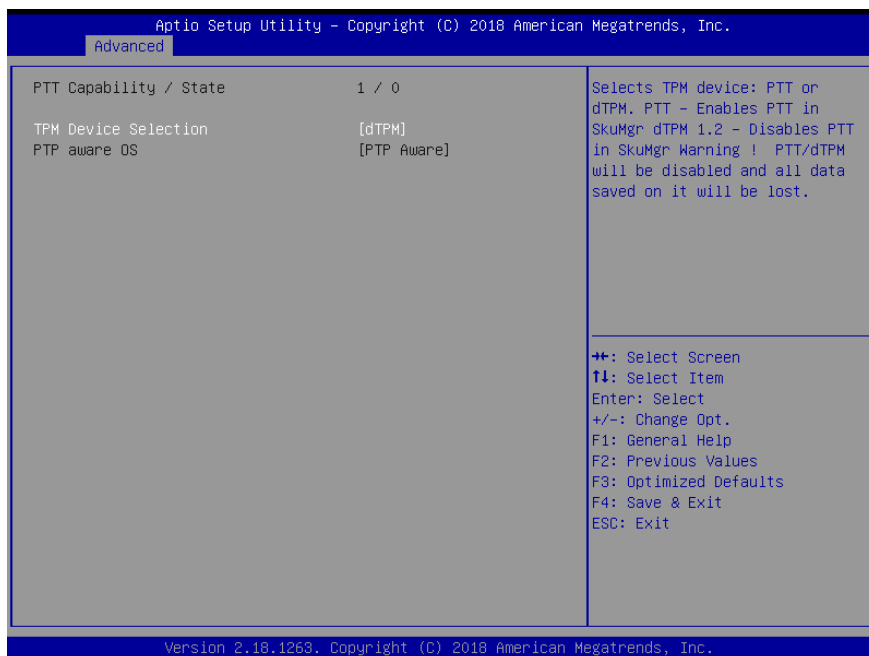 Aptio Setup Utility – Copyright (C) 2018 American Megatrends, Inc.
Advanced
PTT Capability / State 1 / 0
TPM Device Selection [dTPM]
PTP aware OS [PTP Aware]
Selects TPM device: PTT or
dTPM. PTT – Enables PTT in
SkuMgr dTPM 1.2 – Disables PTT
in SkuMgr Warning ! PTT/dTPM
will be disabled and all data
saved on it will be lost.
→←: Select Screen
↑↓: Select Item
Enter: Select
+/-: Change Opt.
F1: General Help
F2: Previous Values
F3: Optimized Defaults
F4: Save & Exit
ESC: Exit
Version 2.18.1263. Copyright (C) 2018 American Megatrends, Inc.